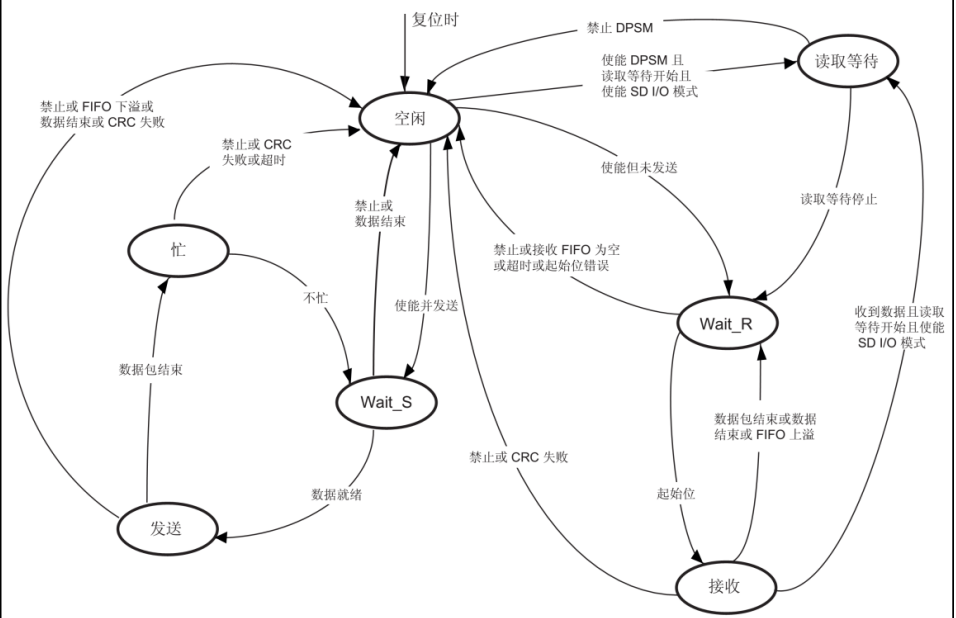 复位时
禁止 DPSM
使能 DPSM 且
读取等待开始且
使能 SD I/O 模式
读取等待
禁止或 FIFO 下溢或
数据结束或 CRC 失败
空闲
禁止或 CRC
失败或超时
使能但未发送
读取等待停止
禁止或
数据结束
忙
禁止或接收 FIFO 为空
或超时或起始位错误
不忙
使能并发送
Wait_R
收到数据且读取
等待开始且使能
SD I/O 模式
数据包结束
Wait_S
数据包结束或数据
结束或 FIFO 上溢
禁止或 CRC 失败
数据就绪
起始位
发送
接收